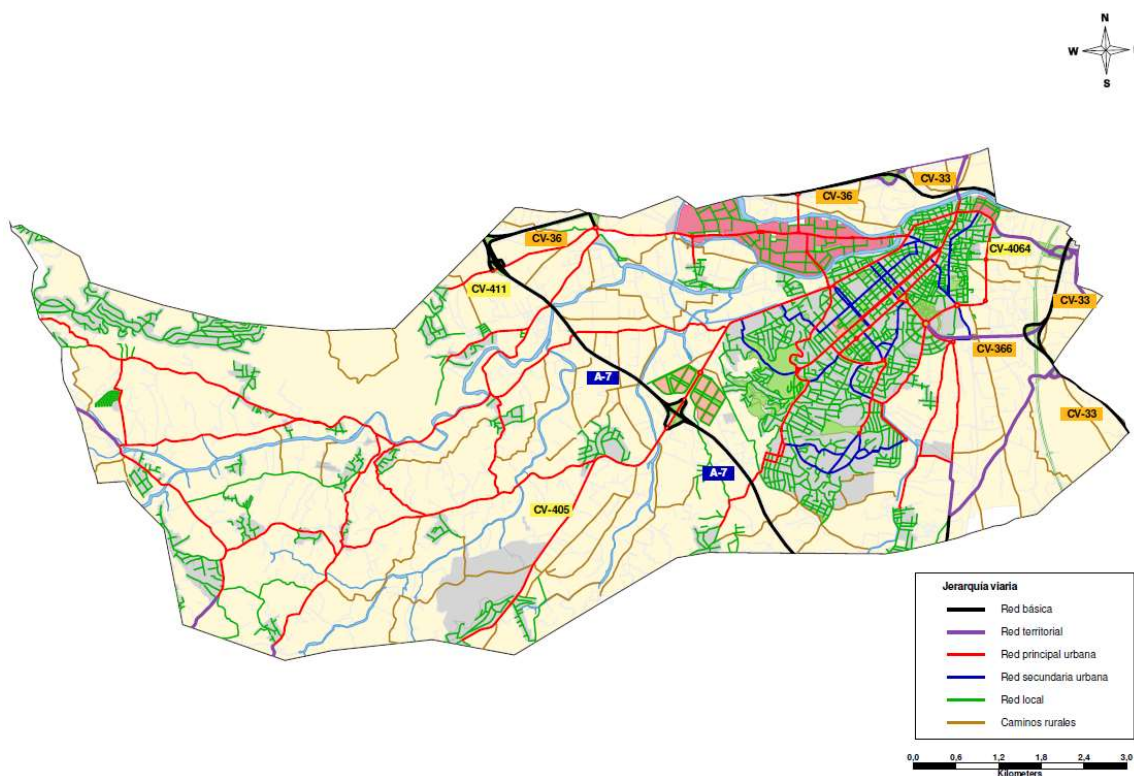 N
W
S
CV-33
CV-36
CV-36
CV-4064
CV-411
CV-33
CV-366
A-7
CV-33
A-7
CV-405
Jerarquía viaria
Red básica
Red territorial
Red principal urbana
Red secundaria urbana
Red local
Caminos rurales
0,0 0,6 1,2 1,8 2,4 3,0
Kilometers